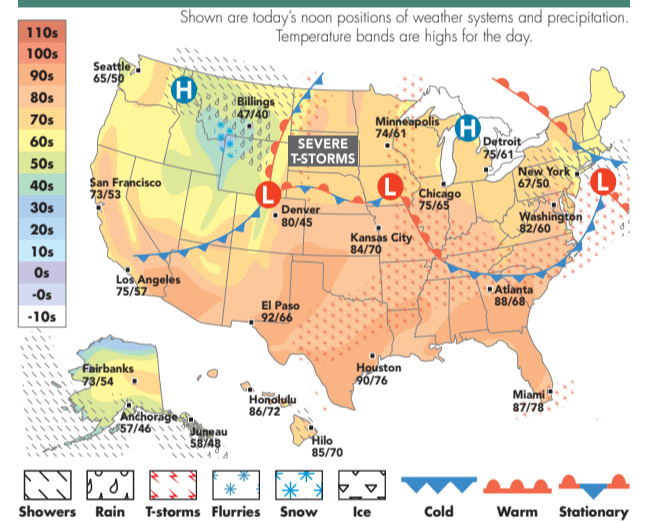 Shown are today's noon positions of weather systems and precipitation.
Temperature bands are highs for the day.
110s
100s
90s
80s
70s
60s
50s
40s
30s
20s
10s
0s
-0s
-10s
Seattle
65/50
H
Billings
47/40
SEVERE
T-STORMS
Minneapolis
74/61
H
Detroit
75/61
New York
67/50
L
San Francisco
73/53
L
Denver
80/45
L
Chicago
75/65
Washington
82/60
Kansas City
84/70
Los Angeles
75/57
El Paso
92/66
Atlanta
88/68
Houston
90/76
Miami
87/78
Fairbanks
73/54
Anchorage
57/46
Juneau
58/48
Honolulu
86/72
Hilo
85/70
Showers Rain T-storms Flurries Snow Ice Cold Warm Stationary